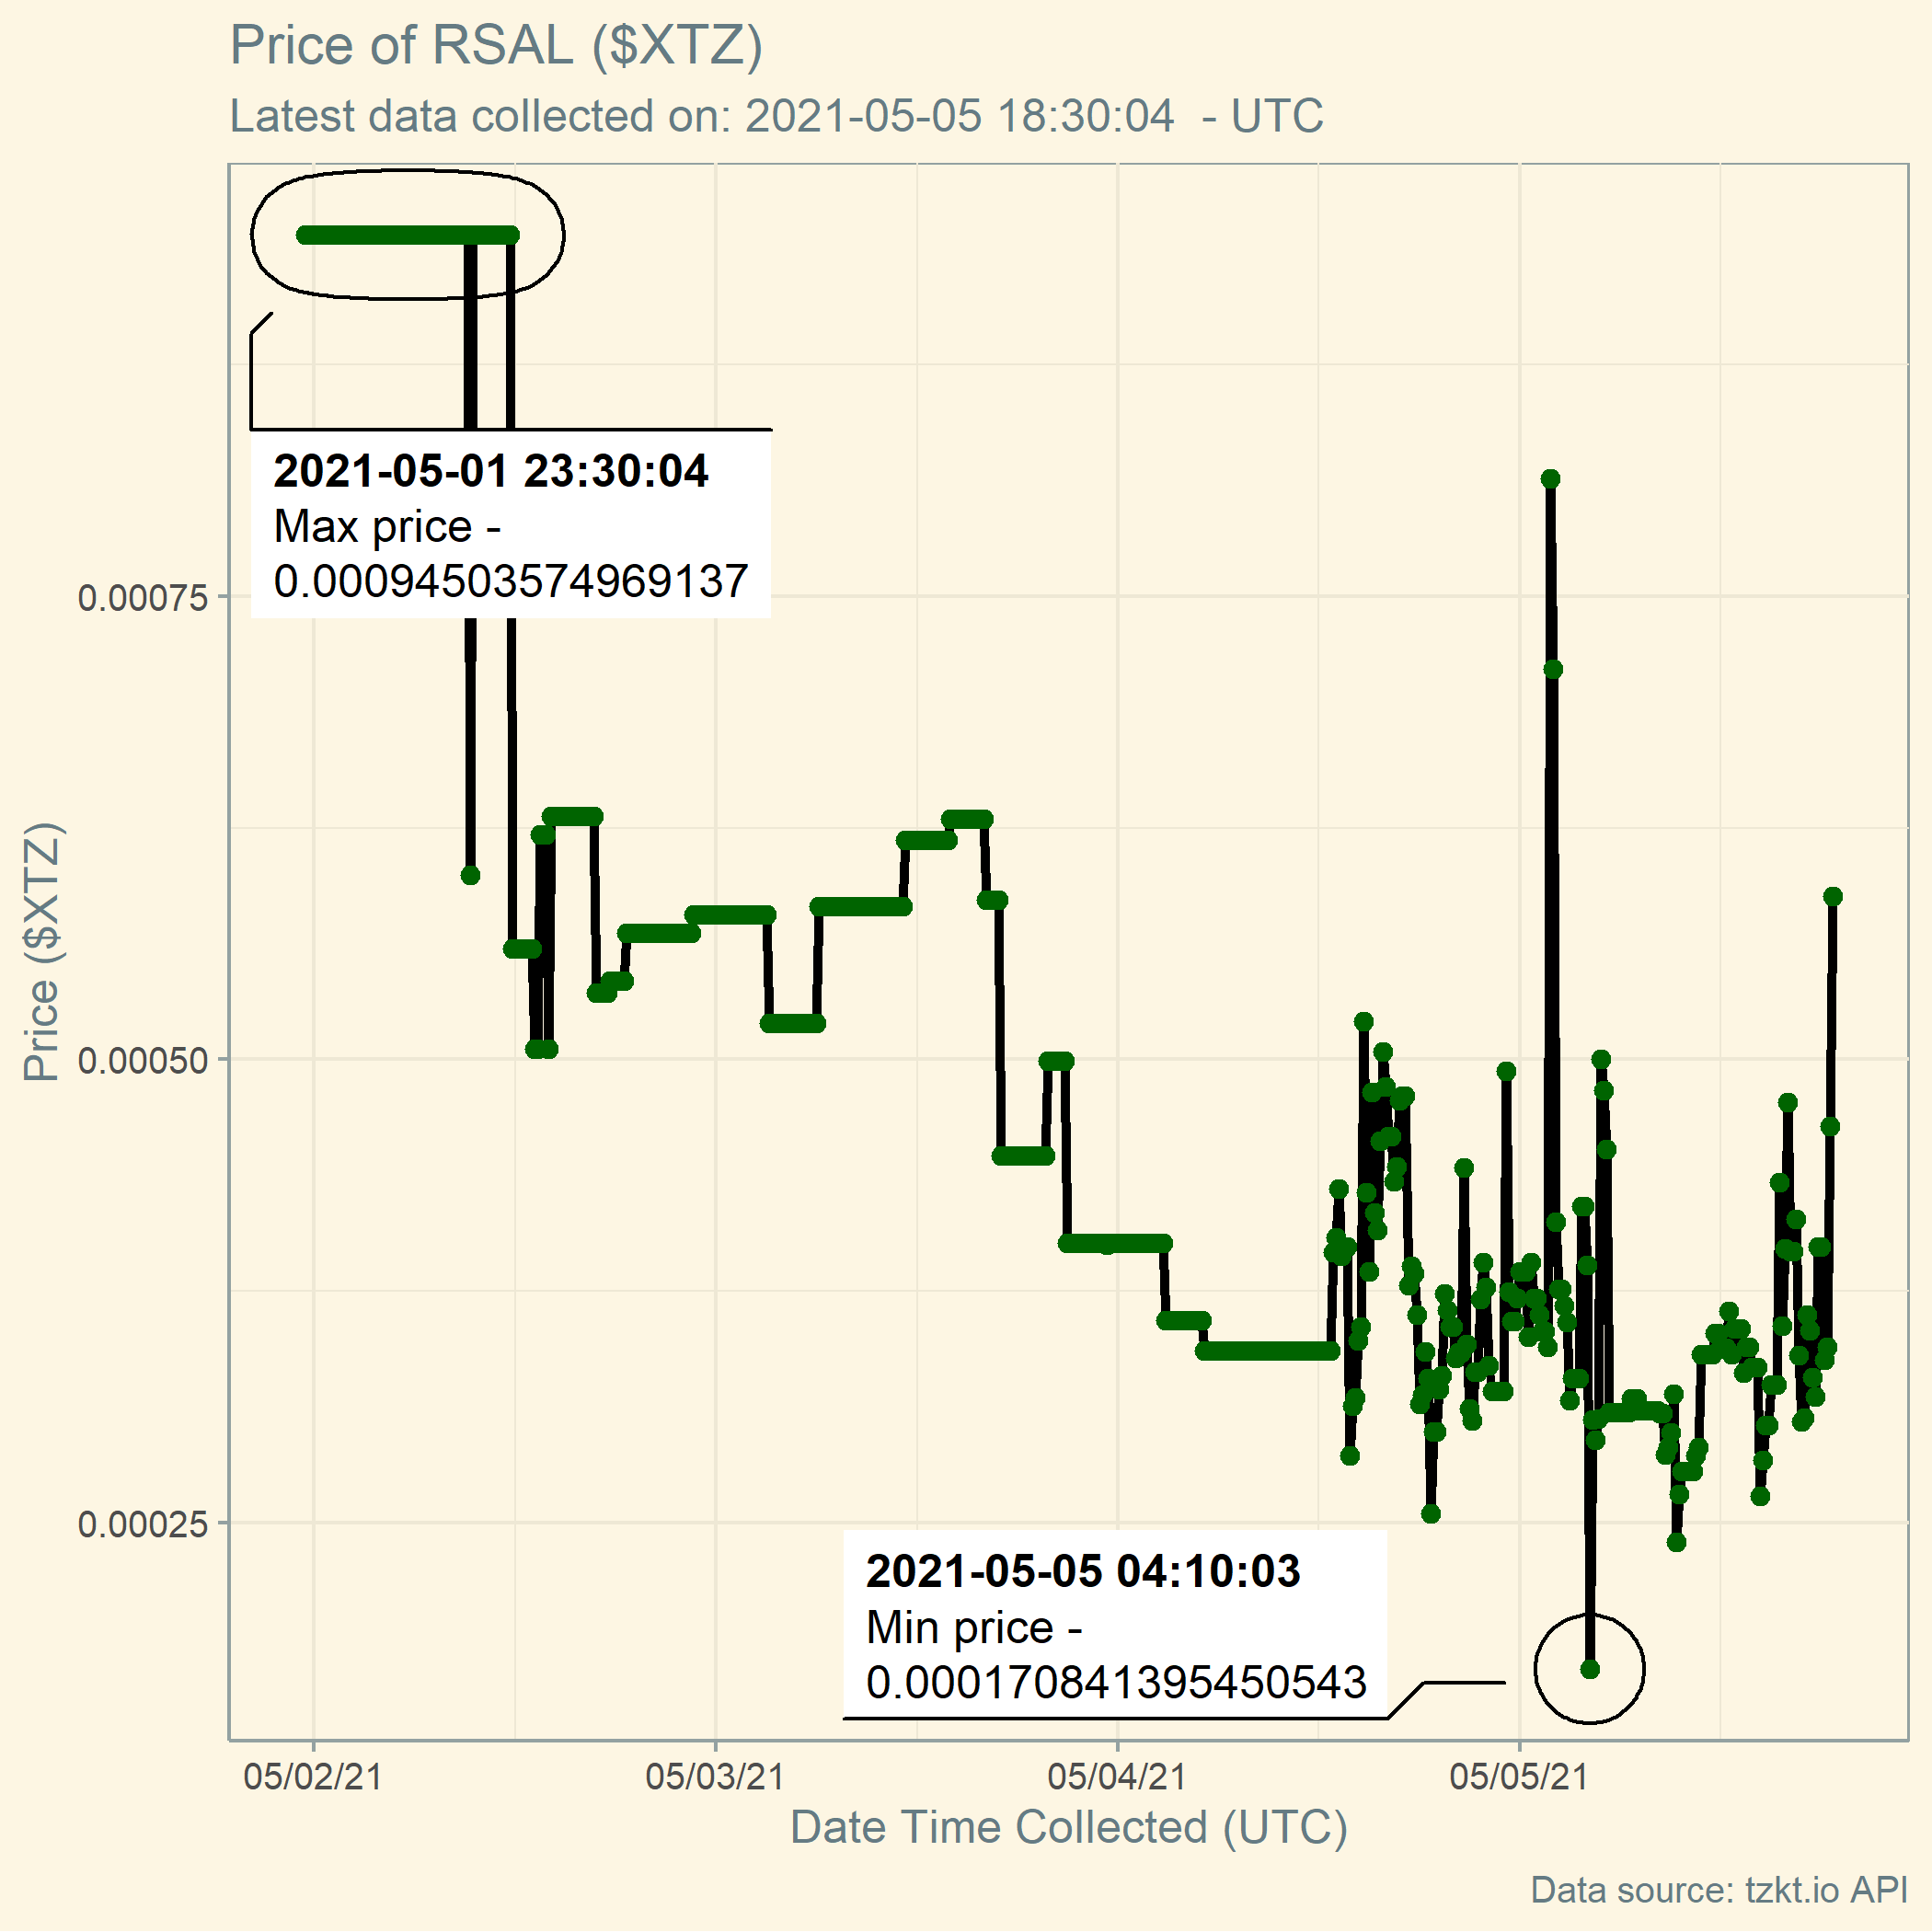 Price of RSAL ($XTZ)
Latest data collected on: 2021-05-05 18:30:04  - UTC
2021-05-01 23:30:04
Max price -
0.00094503574969137
0.00075
Price ($XTZ)
0.00050
0.00025
2021-05-05 04:10:03
Min price -
0.000170841395450543
05/02/21
05/03/21
05/04/21
05/05/21
Date Time Collected (UTC)
Data source: tzkt.io API